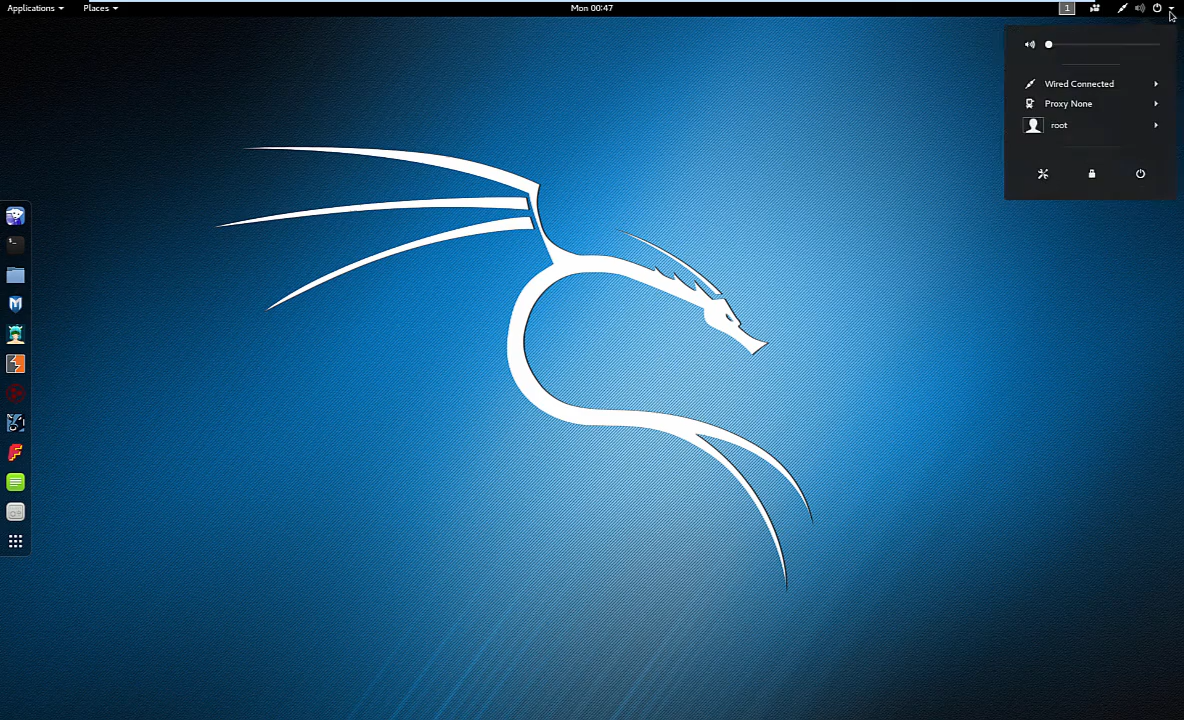 Applications
Places
Mon 00:47
1
Wired Connected
Proxy None
root